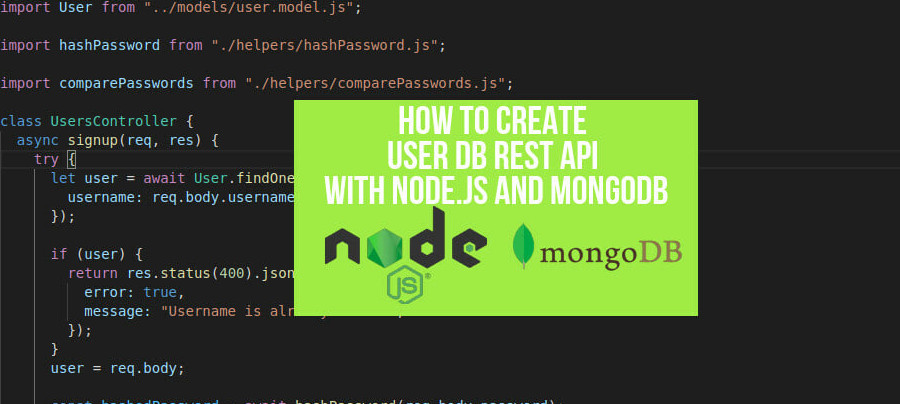 import User from "../models/user.model.js";
import hashPassword from "./helpers/hashPassword.js";
import comparePasswords from "./helpers/comparePasswords.js";
class UsersController {
async signup(req, res) {
try {
let user = await User.findOne
username: req.body.username
});
if (user) {
return res.status(400).json
error: true,
message: "Username is
});
}
user = req.body;
HOW TO CREATE
USER DB REST API
WITH NODE.JS AND MONGODB
node
JS
®
mongoDB